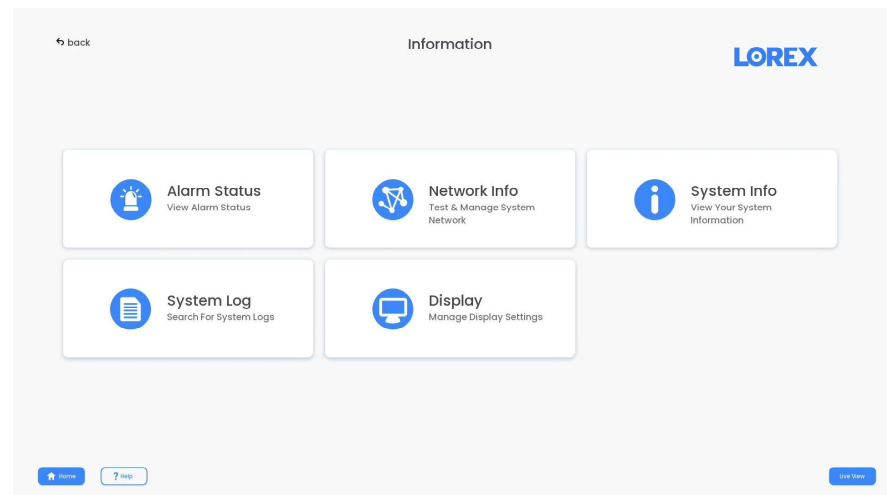 back
Information
LOREX
Alarm Status
View Alarm Status
Network Info
Test & Manage System
Network
System Info
View Your System
Information
System Log
Search For System Logs
Display
Manage Display Settings
Home
? Help
Live View